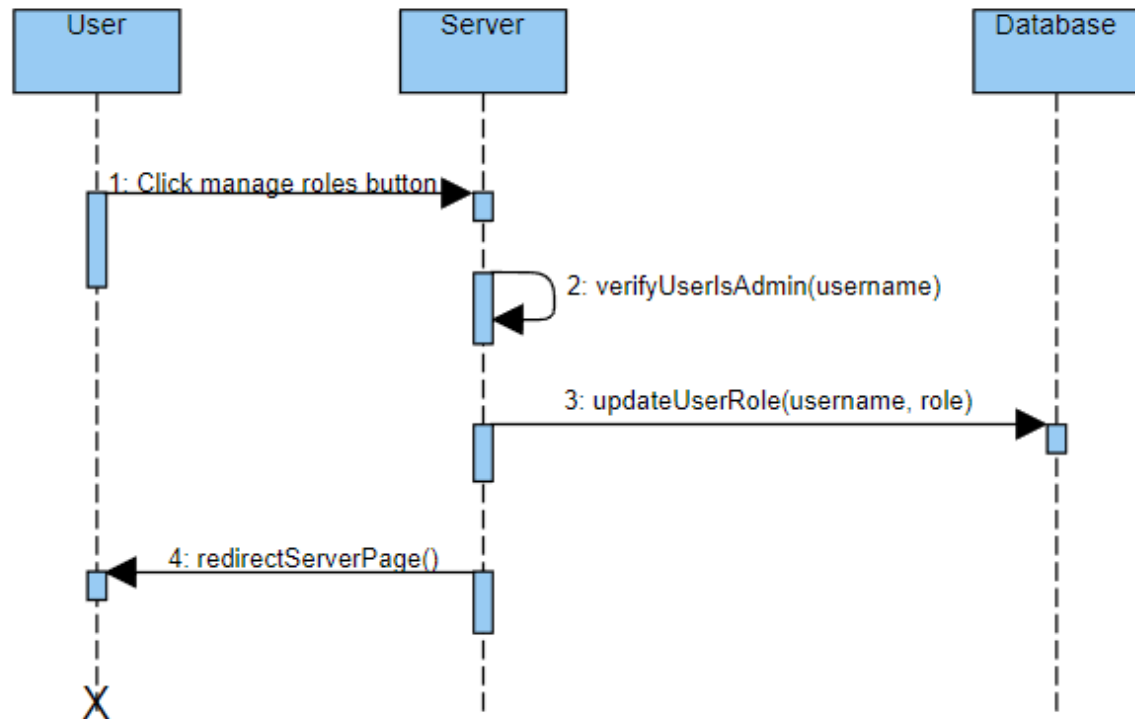 User
Server
Database
1: Click manage roles button
2: verifyUserIsAdmin(username)
3: updateUserRole(username, role)
4: redirectServerPage()
X